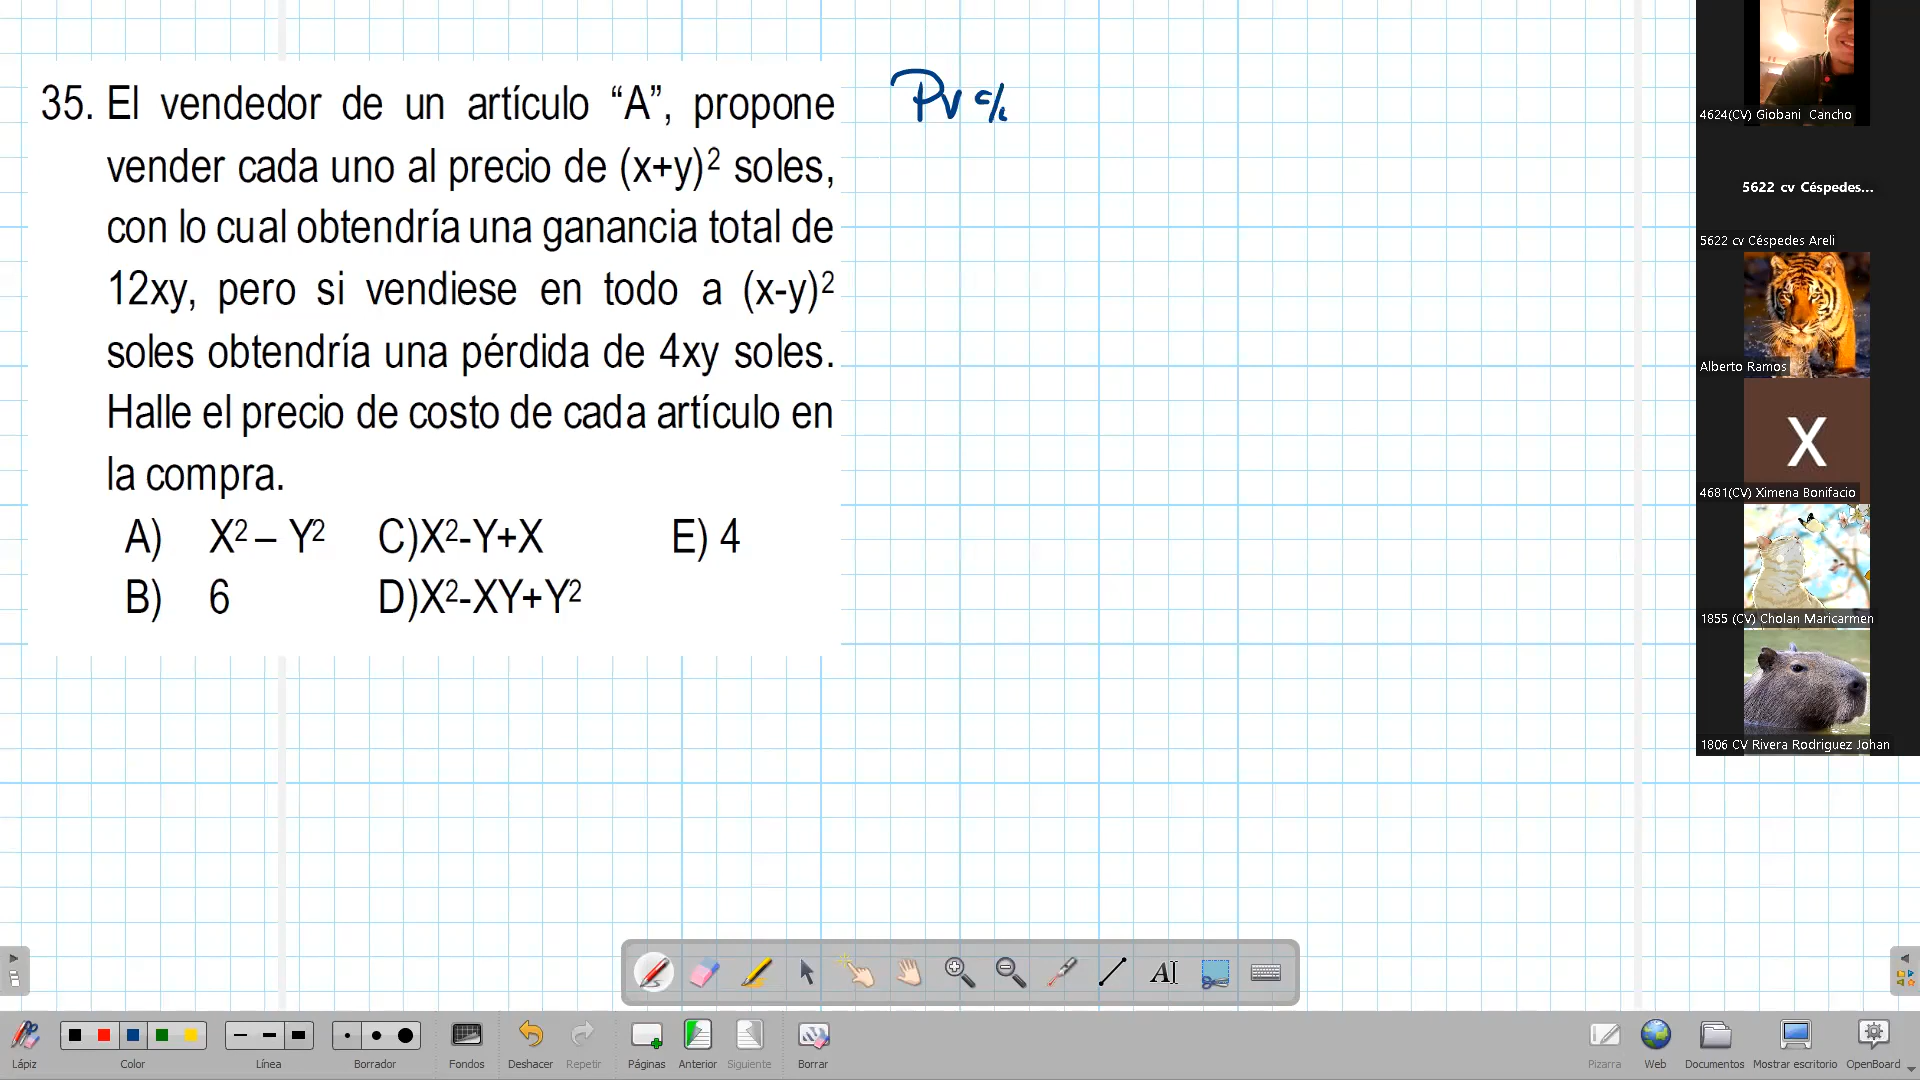 35. El vendedor de un artículo “A”, propone
vender cada uno al precio de (x+y)² soles,
con lo cual obtendría una ganancia total de
12xy, pero si vendiese en todo a (x-y)²
soles obtendría una pérdida de 4xy soles.
Halle el precio de costo de cada artículo en
la compra.
A) X² – Y² C)X²-Y+X E) 4
B) 6 D)X²-XY+Y²
Pv c/
4624(CV) Giobani Cancho
5622 cv Céspedes...
5622 cv Céspedes Areli
Alberto Ramos
X
4681(CV) Ximena Bonifacio
1855 (CV) Cholan Maricarmen
1806 CV Rivera Rodriguez Johan
Lápiz Color Línea Borrador Fondos Deshacer Repetir Páginas Anterior Siguiente Borrar Pizarra Web Documentos Mostrar escritorio OpenBoard